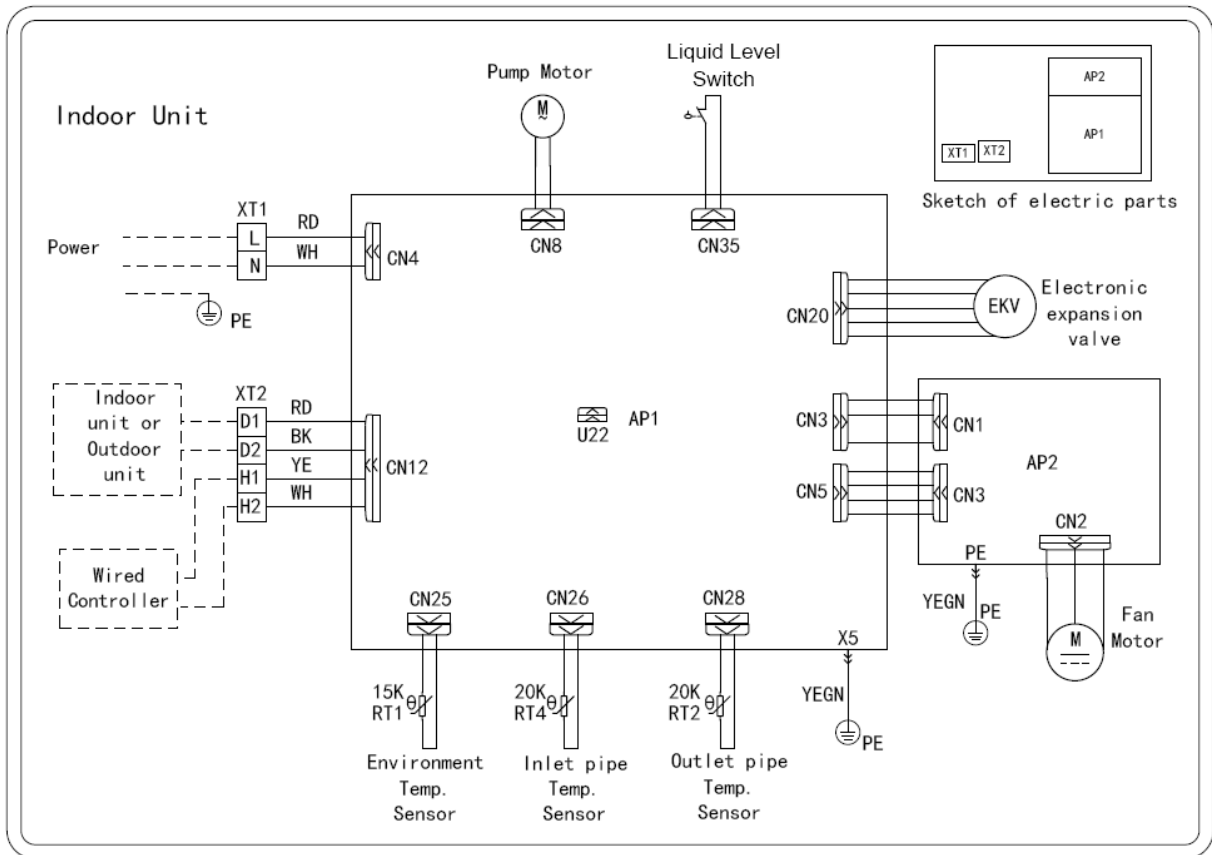 Indoor Unit
Pump Motor
M
~
CN8
Liquid Level
Switch
CN35
AP2
AP1
XT1
XT2
Sketch of electric parts
Power
XT1
L
N
RD
WH
CN4
PE
CN20
EKV
Electronic
expansion
valve
Indoor
unit or
Outdoor
unit
XT2
D1
D2
H1
H2
RD
BK
YE
WH
CN12
Wired
Controller
U22
AP1
CN3
CN1
CN5
CN3
AP2
CN2
PE
YEGN
PE
M
Fan
Motor
CN25
CN26
CN28
X5
YEGN
PE
15K
RT1
θ
20K
RT4
θ
20K
RT2
θ
Environment
Temp.
Sensor
Inlet pipe
Temp.
Sensor
Outlet pipe
Temp.
Sensor